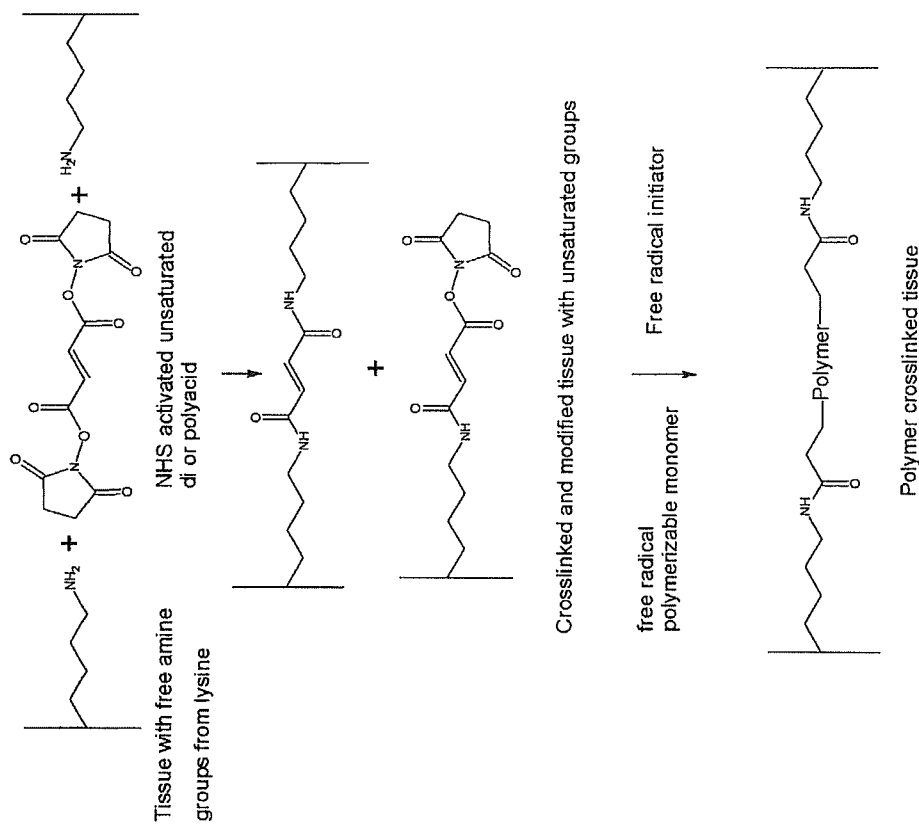 NH₂ + O N O O O O O N O + H₂N
Tissue with free amine
groups from lysine
NHS activated unsaturated
di or polyacid
NH O O NH
+
NH O O O N O O
Crosslinked and modified tissue with unsaturated groups
free radical
polymerizable monomer
Free radical initiator
NH O Polymer O NH
Polymer crosslinked tissue